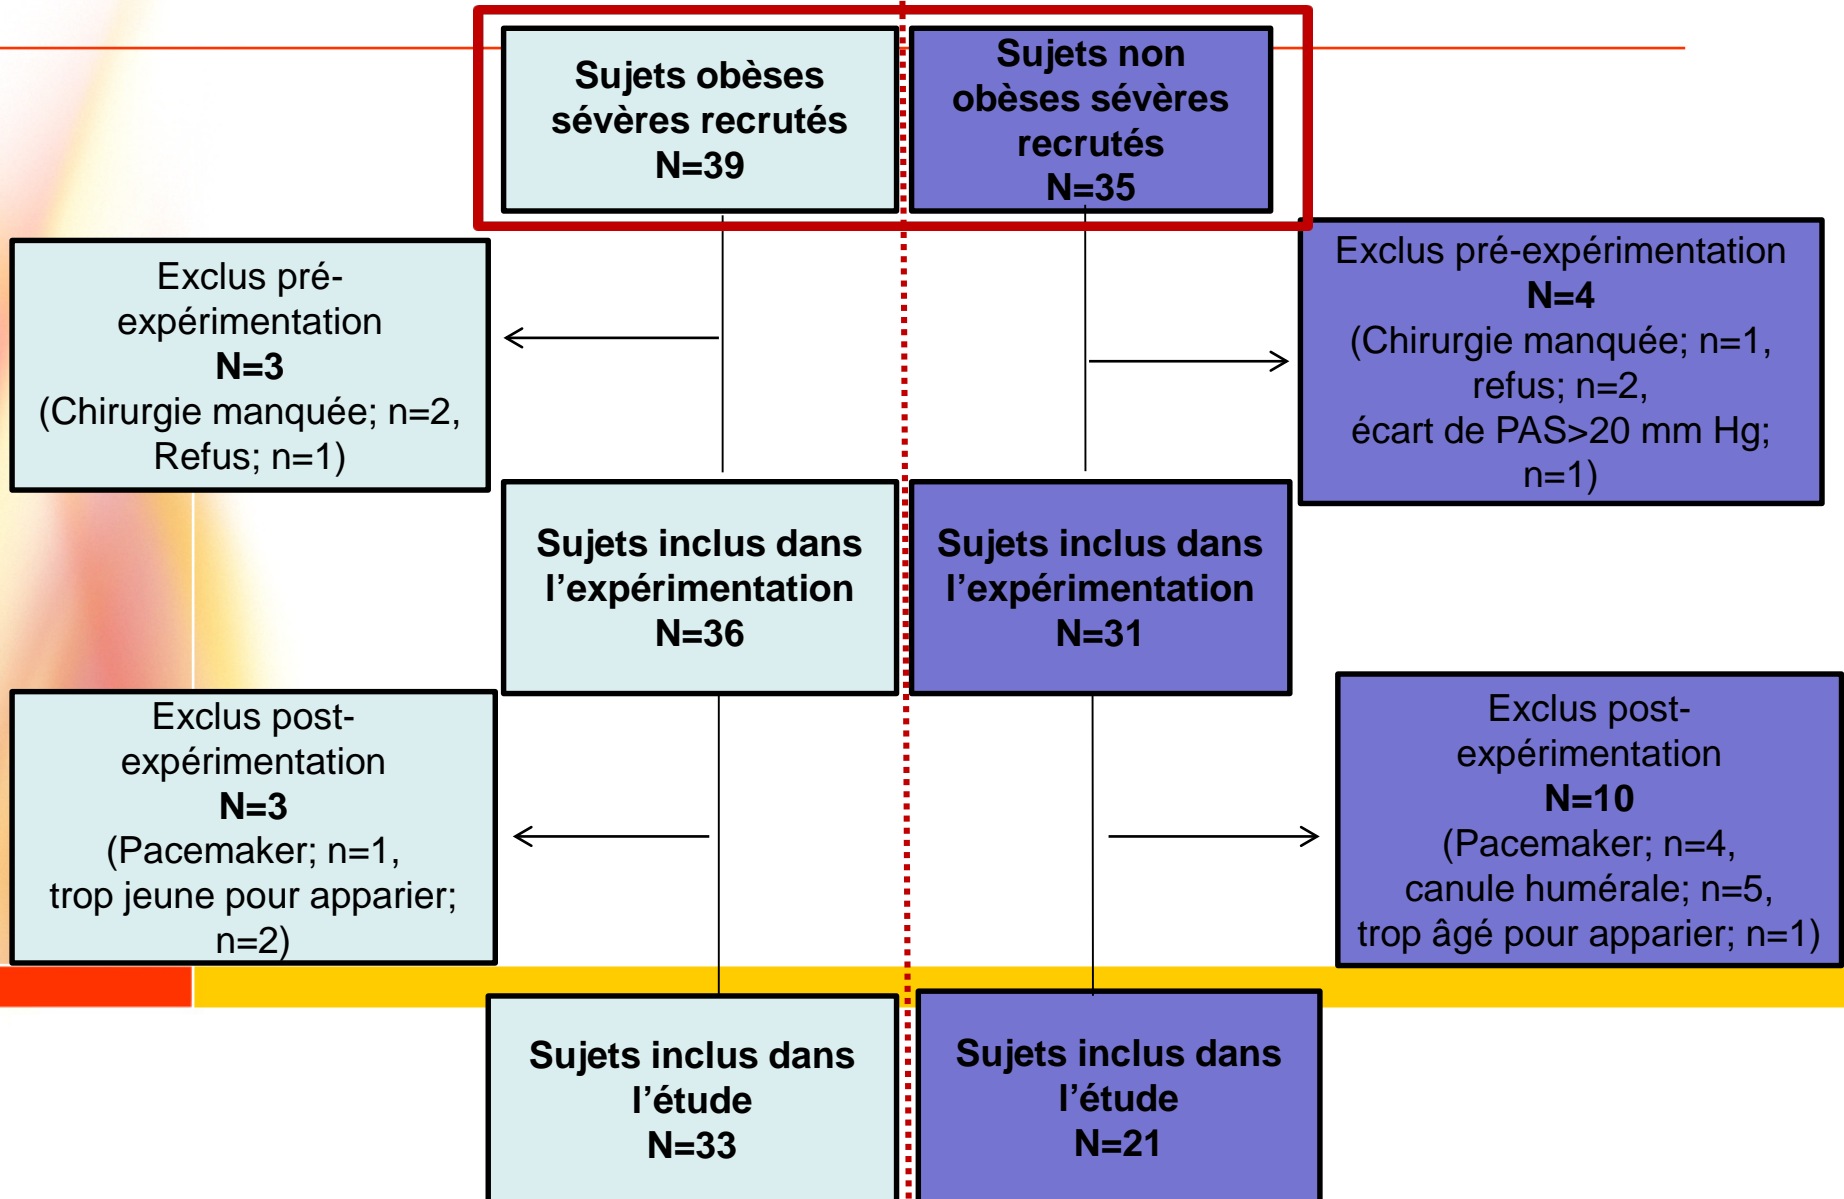 Sujets obèses
sévères recrutés
N=39
Sujets non
obèses sévères
recrutés
N=35
Exclus pré-
expérimentation
N=3
(Chirurgie manquée; n=2,
Refus; n=1)
Exclus pré-expérimentation
N=4
(Chirurgie manquée; n=1,
refus; n=2,
écart de PAS>20 mm Hg;
n=1)
Sujets inclus dans
l’expérimentation
N=36
Sujets inclus dans
l’expérimentation
N=31
Exclus post-
expérimentation
N=3
(Pacemaker; n=1,
trop jeune pour apparier;
n=2)
Exclus post-
expérimentation
N=10
(Pacemaker; n=4,
canule humérale; n=5,
trop âgé pour apparier; n=1)
Sujets inclus dans
l’étude
N=33
Sujets inclus dans
l’étude
N=21